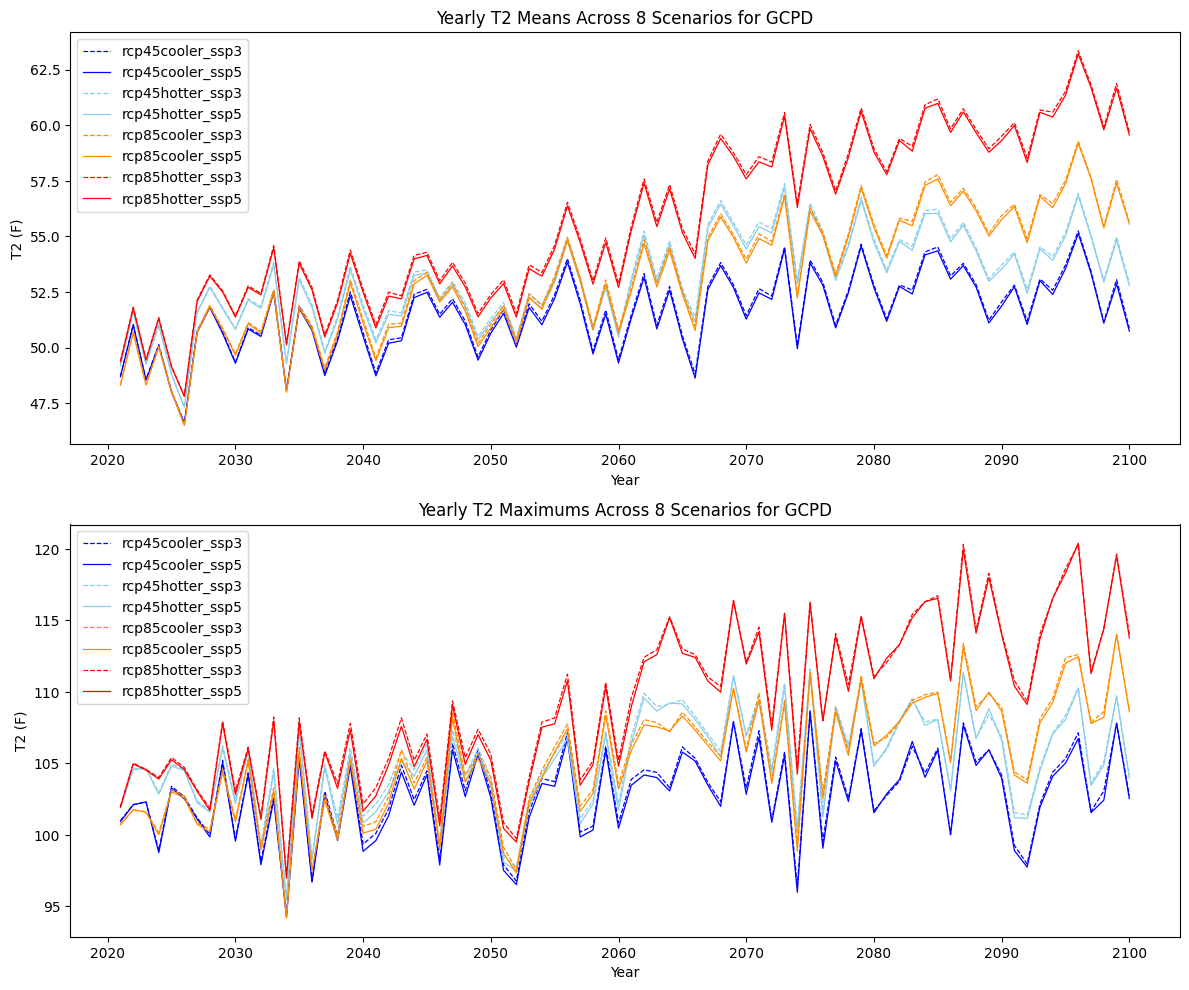 Yearly T2 Means Across 8 Scenarios for GCPD
rcp45cooler_ssp3
rcp45cooler_ssp5
rcp45hotter_ssp3
rcp45hotter_ssp5
rcp85cooler_ssp3
rcp85cooler_ssp5
rcp85hotter_ssp3
rcp85hotter_ssp5
T2 (F)
62.5
60.0
57.5
55.0
52.5
50.0
47.5
2020 2030 2040 2050 2060 2070 2080 2090 2100
Year
Yearly T2 Maximums Across 8 Scenarios for GCPD
rcp45cooler_ssp3
rcp45cooler_ssp5
rcp45hotter_ssp3
rcp45hotter_ssp5
rcp85cooler_ssp3
rcp85cooler_ssp5
rcp85hotter_ssp3
rcp85hotter_ssp5
T2 (F)
120
115
110
105
100
95
2020 2030 2040 2050 2060 2070 2080 2090 2100
Year